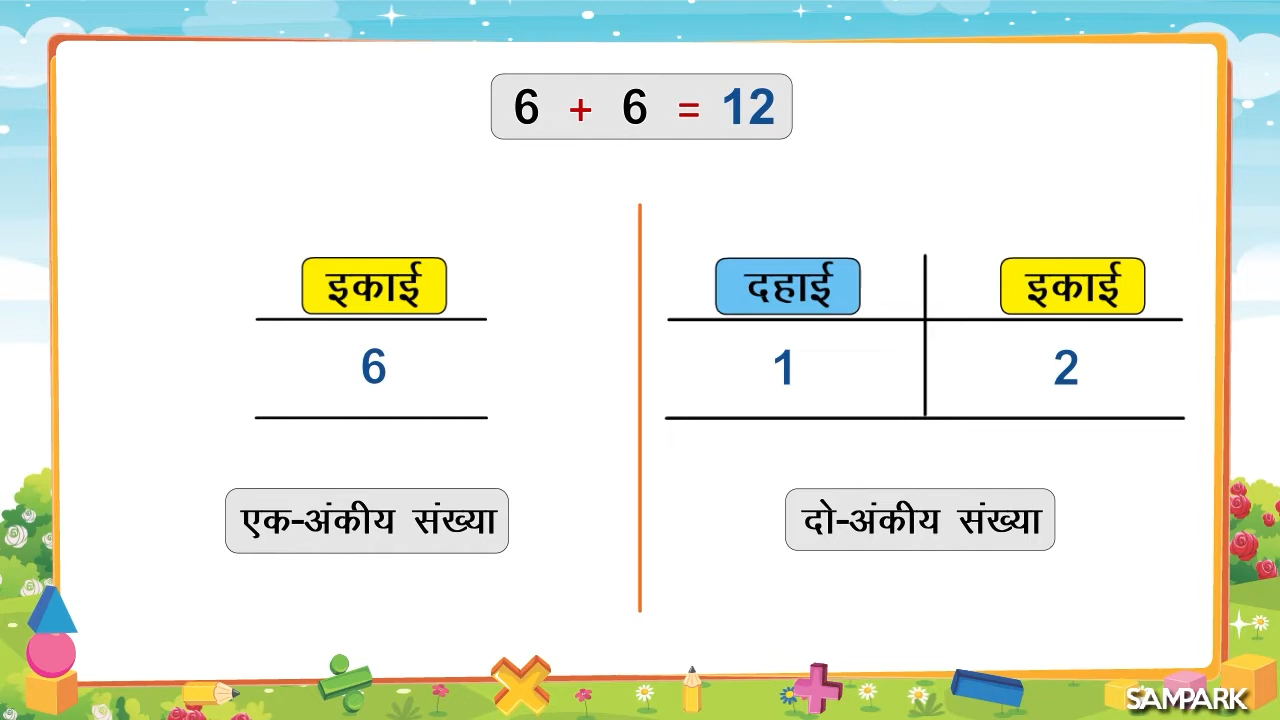 6 + 6 = 12
इकाई
6
एक-अंकीय संख्या
दहाई इकाई
1 2
दो-अंकीय संख्या
SAMPARK